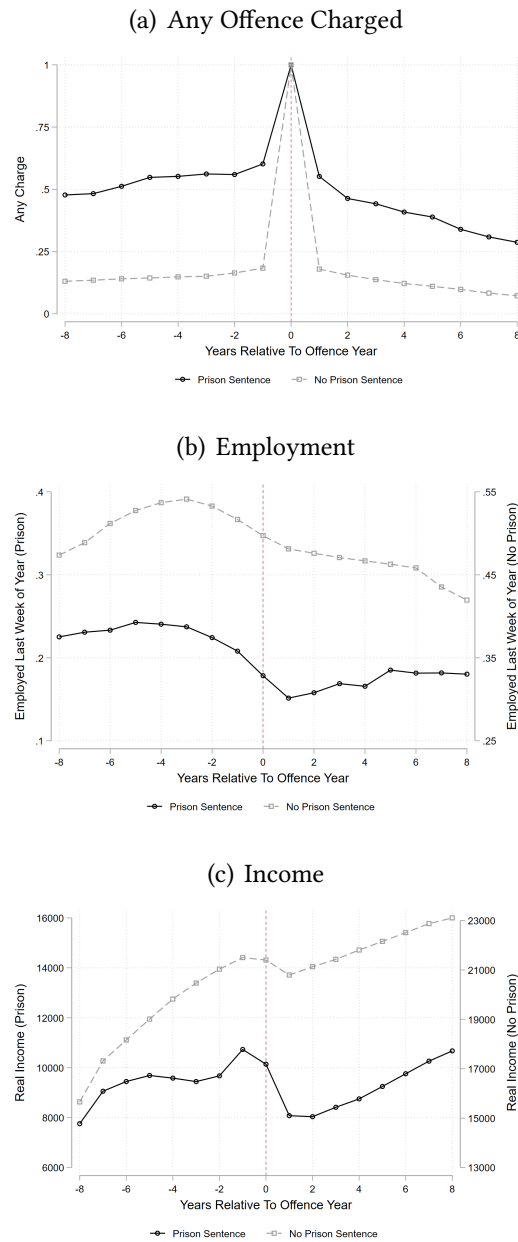 (a) Any Offence Charged
1
.75
.5
.25
0
Any Charge
-8 -6 -4 -2 0 2 4 6 8
Years Relative To Offence Year
Prison Sentence No Prison Sentence
(b) Employment
.4
.3
.2
.1
Employed Last Week of Year (Prison)
.55
.45
.35
.25
Employed Last Week of Year (No Prison)
-8 -6 -4 -2 0 2 4 6 8
Years Relative To Offence Year
Prison Sentence No Prison Sentence
(c) Income
16000
14000
12000
10000
8000
6000
Real Income (Prison)
23000
21000
19000
17000
15000
13000
Real Income (No Prison)
-8 -6 -4 -2 0 2 4 6 8
Years Relative To Offence Year
Prison Sentence No Prison Sentence